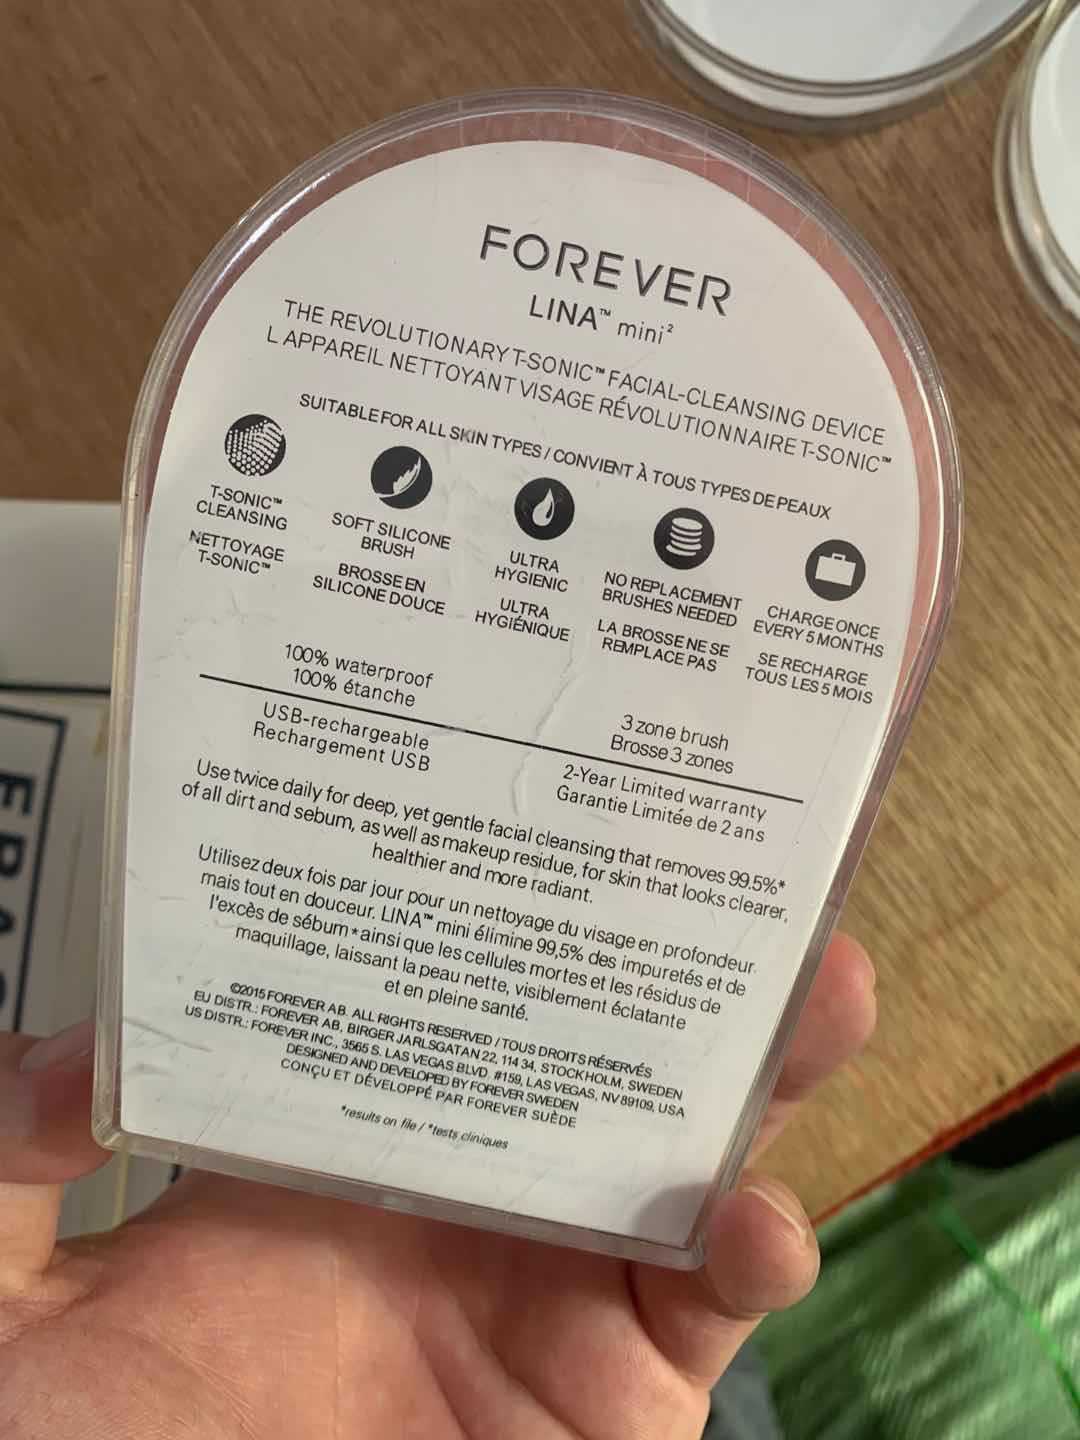 FOREVER
LINA™ mini²
THE REVOLUTIONARY T-SONIC™ FACIAL-CLEANSING DEVICE
L APPAREIL NETTOYANT VISAGE RÉVOLUTIONNAIRE T-SONIC™
SUITABLE FOR ALL SKIN TYPES / CONVIENT À TOUS TYPES DE PEAUX
T-SONIC™
CLEANSING
NETTOYAGE
T-SONIC™
SOFT SILICONE
BRUSH
BROSSE EN
SILICONE DOUCE
ULTRA
HYGIENIC
ULTRA
HYGIÉNIQUE
NO REPLACEMENT
BRUSHES NEEDED
LA BROSSE NE SE
REMPLACE PAS
CHARGE ONCE
EVERY 5 MONTHS
SE RECHARGE
TOUS LES 5 MOIS
100% waterproof
100% étanche
3 zone brush
Brosse 3 zones
USB-rechargeable
Rechargement USB
2-Year Limited warranty
Garantie Limitée de 2 ans
Use twice daily for deep, yet gentle facial cleansing that removes 99.5%*
of all dirt and sebum, as well as makeup residue, for skin that looks clearer,
healthier and more radiant.
Utilisez deux fois par jour pour un nettoyage du visage en profondeur
mais tout en douceur. LINA™ mini élimine 99,5% des impuretés et de
l'excès de sébum* ainsi que les cellules mortes et les résidus de
maquillage, laissant la peau nette, visiblement éclatante
et en pleine santé.
©2015 FOREVER AB. ALL RIGHTS RESERVED / TOUS DROITS RÉSERVÉS
EU DISTR.: FOREVER AB, BIRGER JARLSGATAN 22, 114 34, STOCKHOLM, SWEDEN
US DISTR.: FOREVER INC., 3565 S. LAS VEGAS BLVD. #159, LAS VEGAS, NV 89109, USA
DESIGNED AND DEVELOPED BY FOREVER SWEDEN
CONÇU ET DÉVELOPPÉ PAR FOREVER SUÈDE
*results on file / *tests cliniques